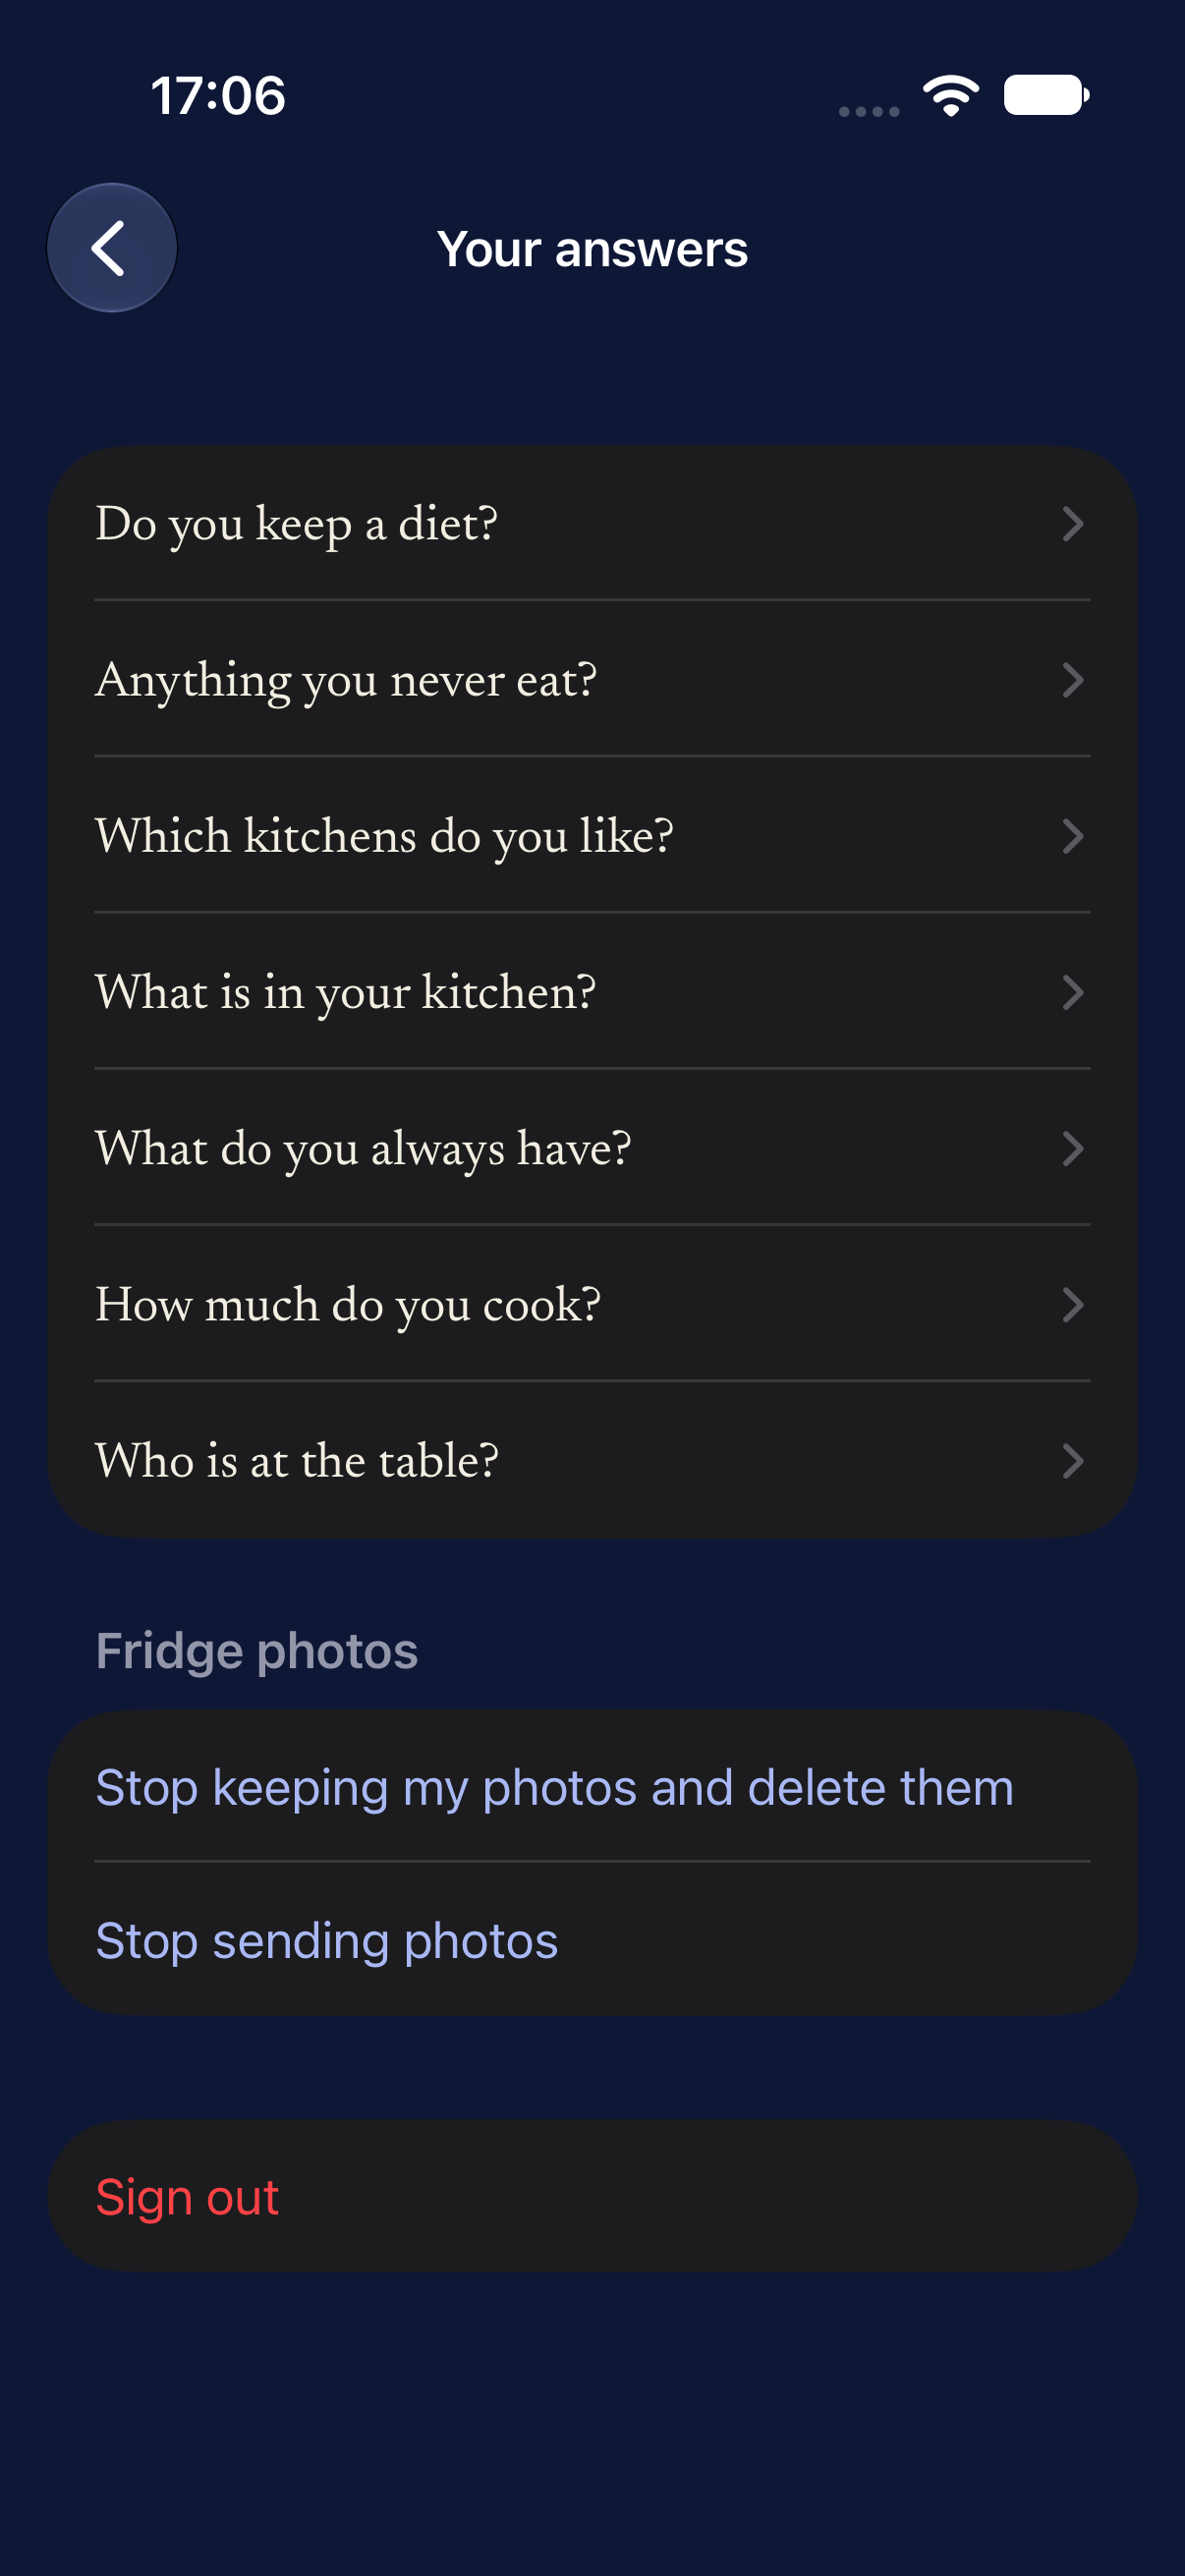 17:06
Your answers
Do you keep a diet?
Anything you never eat?
Which kitchens do you like?
What is in your kitchen?
What do you always have?
How much do you cook?
Who is at the table?
Fridge photos
Stop keeping my photos and delete them
Stop sending photos
Sign out